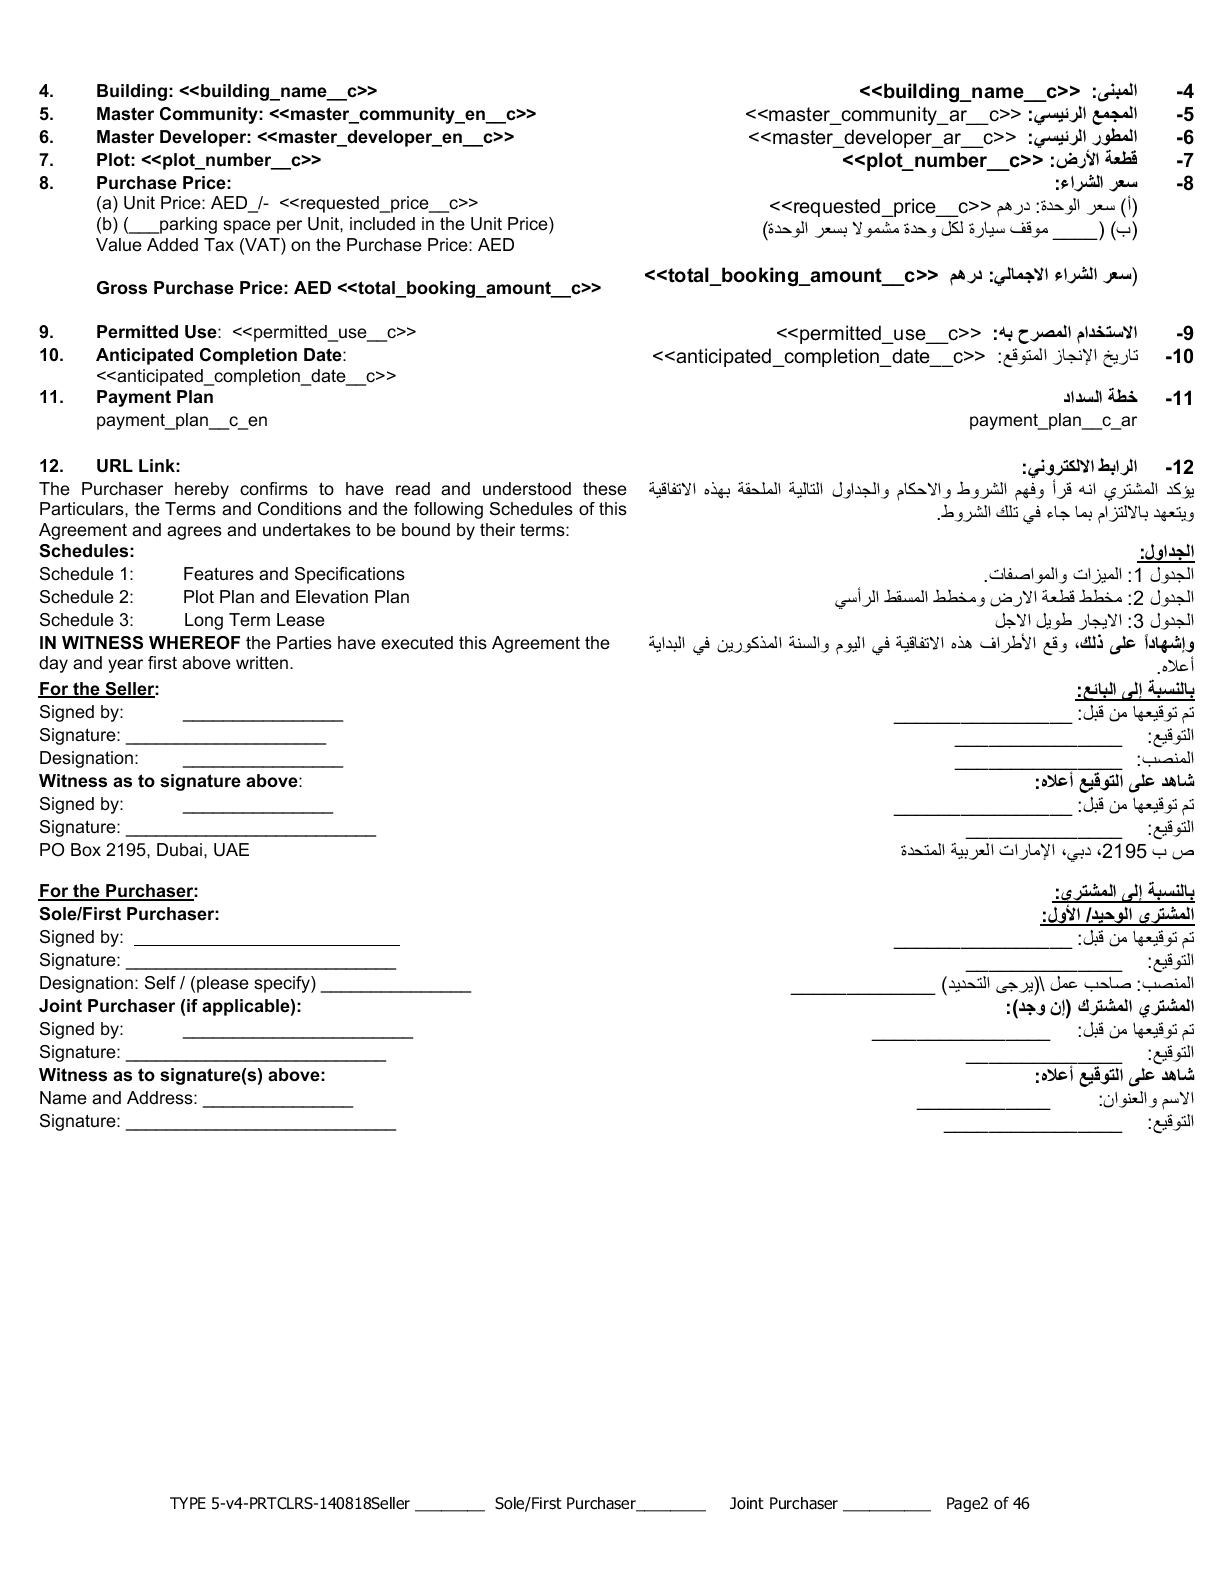 4. Building: <<building_name__c>>
5. Master Community: <<master_community_en__c>>
6. Master Developer: <<master_developer_en__c>>
7. Plot: <<plot_number__c>>
8. Purchase Price:
(a) Unit Price: AED_/- <<requested_price__c>>
(b) (___parking space per Unit, included in the Unit Price)
Value Added Tax (VAT) on the Purchase Price: AED
Gross Purchase Price: AED <<total_booking_amount__c>>
9. Permitted Use: <<permitted_use__c>>
10. Anticipated Completion Date:
<<anticipated_completion_date__c>>
11. Payment Plan
payment_plan__c_en
12. URL Link:
The Purchaser hereby confirms to have read and understood these
Particulars, the Terms and Conditions and the following Schedules of this
Agreement and agrees and undertakes to be bound by their terms:
Schedules:
Schedule 1: Features and Specifications
Schedule 2: Plot Plan and Elevation Plan
Schedule 3: Long Term Lease
IN WITNESS WHEREOF the Parties have executed this Agreement the
day and year first above written.
For the Seller:
Signed by: ________________
Signature: ____________________
Designation: ________________
Witness as to signature above:
Signed by: _______________
Signature: _________________________
PO Box 2195, Dubai, UAE
For the Purchaser:
Sole/First Purchaser:
Signed by: ___________________________
Signature: ___________________________
Designation: Self / (please specify) _______________
Joint Purchaser (if applicable):
Signed by: _______________________
Signature: __________________________
Witness as to signature(s) above:
Name and Address: _______________
Signature: ___________________________
4- المبنى: <<building_name__c>>
5- المجمع الرئيسي: <<master_community_ar__c>>
6- المطور الرئيسي: <<master_developer_ar__c>>
7- قطعة الأرض: <<plot_number__c>>
8- سعر الشراء:
(أ) سعر الوحدة: درهم <<requested_price__c>>
(ب) (____ موقف سيارة لكل وحدة مشمولا بسعر الوحدة)
(سعر الشراء الاجمالي: درهم <<total_booking_amount__c>>
9- الاستخدام المصرح به: <<permitted_use__c>>
10- تاريخ الإنجاز المتوقع: <<anticipated_completion_date__c>>
11- خطة السداد
payment_plan__c_ar
12- الرابط الالكتروني:
يؤكد المشتري انه قرأ وفهم الشروط والاحكام والجداول التالية الملحقة بهذه الاتفاقية
ويتعهد بالالتزام بما جاء في تلك الشروط.
الجداول:
الجدول 1: الميزات والمواصفات.
الجدول 2: مخطط قطعة الارض ومخطط المسقط الرأسي
الجدول 3: الايجار طويل الاجل
وإشهاداً على ذلك، وقع الأطراف هذه الاتفاقية في اليوم والسنة المذكورين في البداية
أعلاه.
بالنسبة إلى البائع:
تم توقيعها من قبل: ________________
التوقيع: _______________
المنصب: _______________
شاهد على التوقيع أعلاه:
تم توقيعها من قبل: ________________
التوقيع: ______________
ص ب 2195، دبي، الإمارات العربية المتحدة
بالنسبة إلى المشتري:
المشتري الوحيد/ الأول:
تم توقيعها من قبل: ________________
التوقيع: ______________
المنصب: صاحب عمل \(يرجى التحديد) _____________
المشتري المشترك (إن وجد):
تم توقيعها من قبل: ________________
التوقيع: ______________
شاهد على التوقيع أعلاه:
الاسم والعنوان: ____________
التوقيع: ________________
TYPE 5-v4-PRTCLRS-140818Seller ________ Sole/First Purchaser________ Joint Purchaser __________ Page2 of 46